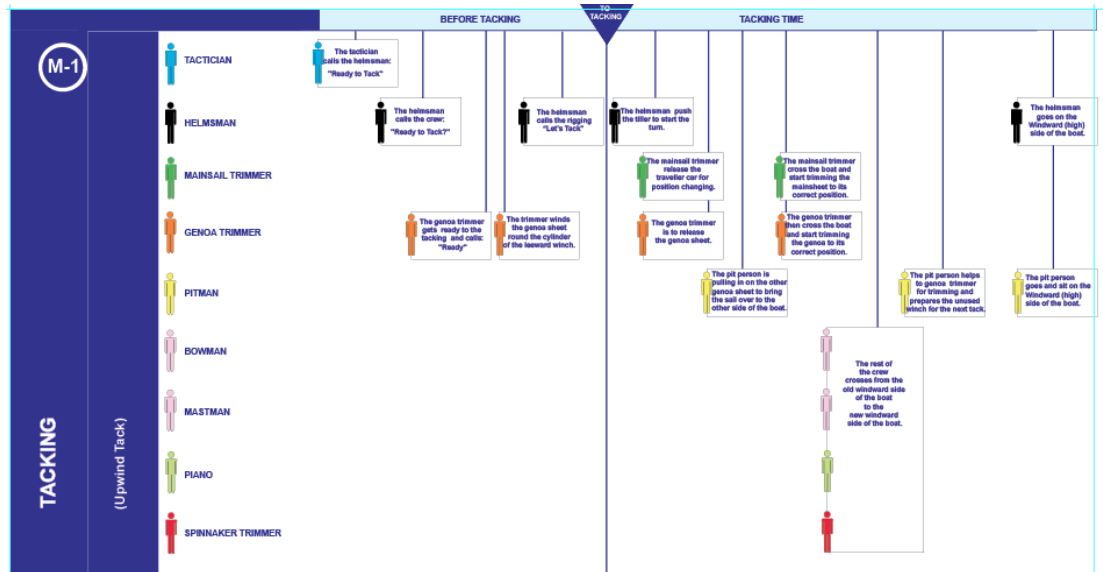 TO
TACKING
BEFORE TACKING
TACKING TIME
M-1
TACKING
(Upwind Tack)
TACTICIAN
The tactician
calls the helmsman:
"Ready to Tack"
HELMSMAN
The helmsman
calls the crew:
"Ready to Tack?"
The helmsman
calls the rigging
"Let's Tack"
The helmsman push
the tiller to start the
turn.
The helmsman
goes on the
Windward (high)
side of the boat.
MAINSAIL TRIMMER
The mainsail trimmer
release the
traveller car for
position changing.
The mainsail trimmer
cross the boat and
start trimming the
mainsheet to its
correct position.
GENOA TRIMMER
The genoa trimmer
gets ready to the
tacking and calls:
"Ready"
The trimmer winds
the genoa sheet
round the cylinder
of the leeward winch.
The genoa trimmer
is to release
the genoa sheet.
The genoa trimmer
then cross the boat
and start trimming
the genoa to its
correct position.
PITMAN
The pit person is
pulling in on the other
genoa sheet to bring
the sail over to the
other side of the boat.
The pit person helps
to genoa trimmer
for trimming and
prepares the unused
winch for the next tack.
The pit person
goes and sit on the
Windward (high)
side of the boat.
BOWMAN
The rest of
the crew
crosses from the
old windward side
of the boat
to the
new windward
side of the boat.
MASTMAN
PIANO
SPINNAKER TRIMMER